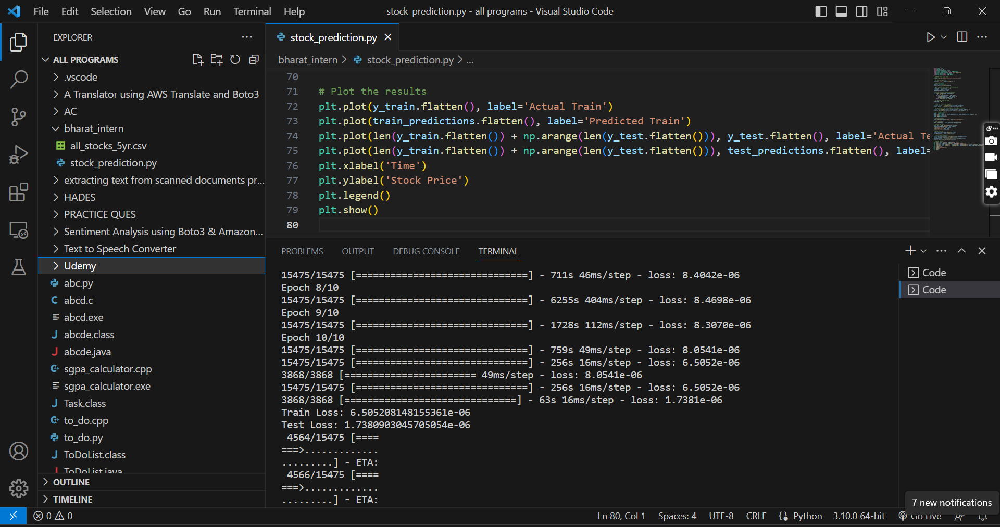 File Edit Selection View Go Run Terminal Help
stock_prediction.py - all programs - Visual Studio Code
EXPLORER
ALL PROGRAMS
.vscode
A Translator using AWS Translate and Boto3
AC
bharat_intern
all_stocks_5yr.csv
stock_prediction.py
extracting text from scanned documents pr...
HADES
PRACTICE QUES
Sentiment Analysis using Boto3 & Amazon...
Text to Speech Converter
Udemy
abc.py
abcd.c
abcd.exe
abcde.class
abcde.java
sgpa_calculator.cpp
sgpa_calculator.exe
Task.class
to_do.cpp
to_do.py
ToDoList.class
ToDoList.java
OUTLINE
TIMELINE
stock_prediction.py
bharat_intern > stock_prediction.py > ...
70
71 # Plot the results
72 plt.plot(y_train.flatten(), label='Actual Train')
73 plt.plot(train_predictions.flatten(), label='Predicted Train')
74 plt.plot(len(y_train.flatten()) + np.arange(len(y_test.flatten())), y_test.flatten(), label='Actual Te
75 plt.plot(len(y_train.flatten()) + np.arange(len(y_test.flatten())), test_predictions.flatten(), label=
76 plt.xlabel('Time')
77 plt.ylabel('Stock Price')
78 plt.legend()
79 plt.show()
80
PROBLEMS OUTPUT DEBUG CONSOLE TERMINAL
15475/15475 [==============================] - 711s 46ms/step - loss: 8.4042e-06
Epoch 8/10
15475/15475 [==============================] - 6255s 404ms/step - loss: 8.4698e-06
Epoch 9/10
15475/15475 [==============================] - 1728s 112ms/step - loss: 8.3070e-06
Epoch 10/10
15475/15475 [==============================] - 759s 49ms/step - loss: 8.0541e-06
15475/15475 [==============================] - 256s 16ms/step - loss: 6.5052e-06
3868/3868 [======================= 49ms/step - loss: 8.0541e-06
15475/15475 [==============================] - 256s 16ms/step - loss: 6.5052e-06
3868/3868 [==============================] - 63s 16ms/step - loss: 1.7381e-06
Train Loss: 6.505208148155361e-06
Test Loss: 1.7380903045705054e-06
4564/15475 [====
===>.............
.........] - ETA:
4566/15475 [====
===>.............
.........] - ETA:
Code
Code
7 new notifications
0 0
Ln 80, Col 1 Spaces: 4 UTF-8 CRLF Python 3.10.0 64-bit Go Live